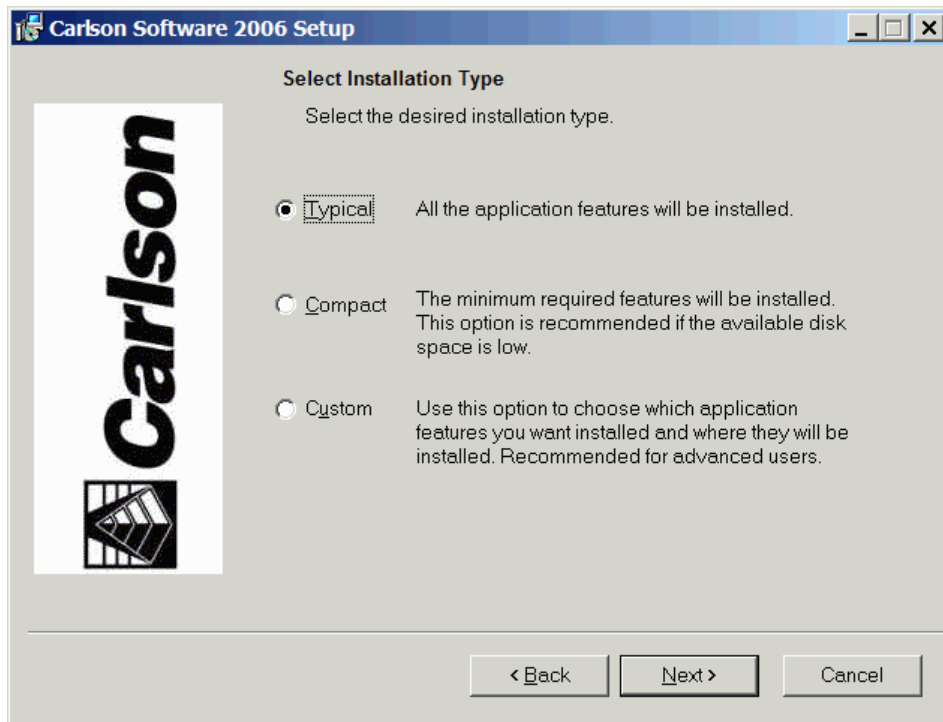 Carlson Software 2006 Setup
Select Installation Type
Select the desired installation type.
Carlson
Typical
All the application features will be installed.
Compact
The minimum required features will be installed.
This option is recommended if the available disk
space is low.
Custom
Use this option to choose which application
features you want installed and where they will be
installed. Recommended for advanced users.
< Back
Next >
Cancel